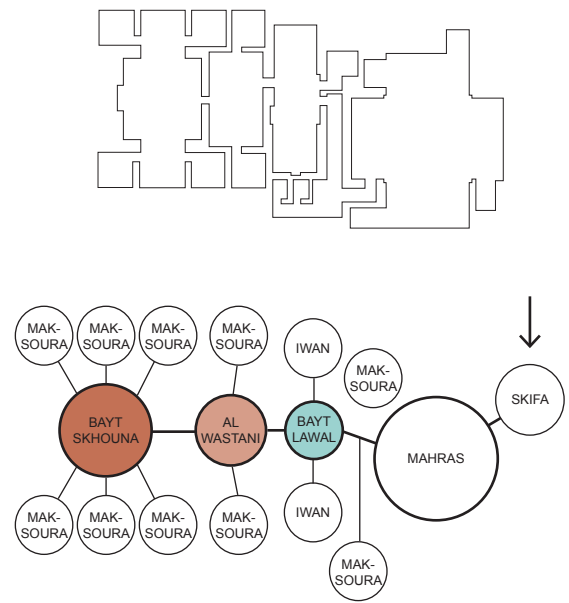 MAK-
SOURA
MAK-
SOURA
MAK-
SOURA
MAK-
SOURA
IWAN
MAK-
SOURA
SKIFA
BAYT
SKHOUNA
AL
WASTANI
BAYT
LAWAL
MAHRAS
MAK-
SOURA
MAK-
SOURA
MAK-
SOURA
MAK-
SOURA
IWAN
MAK-
SOURA